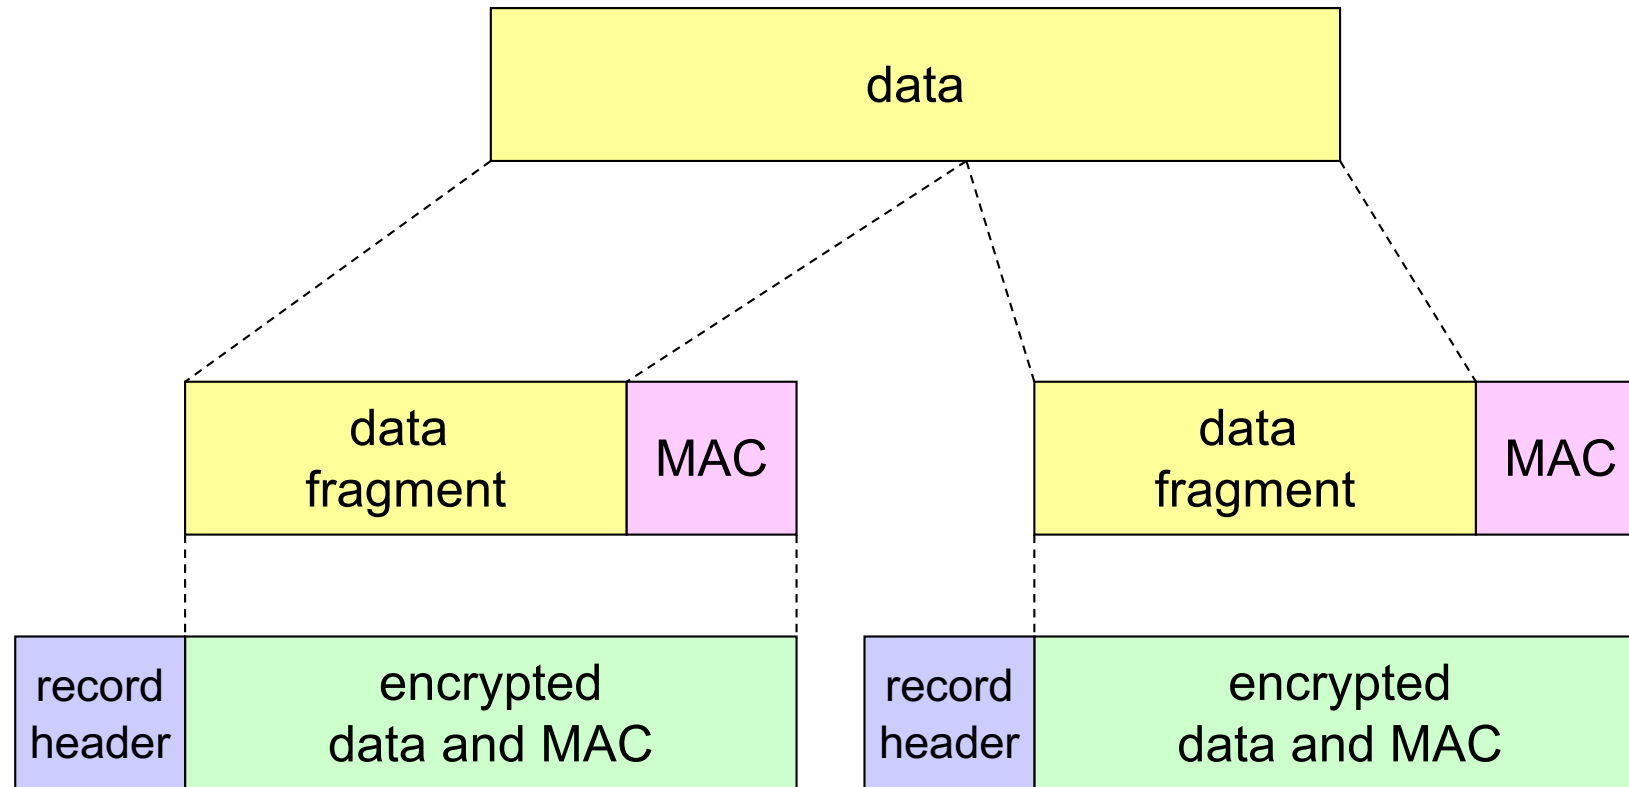 data
data
fragment
MAC
data
fragment
MAC
record
header
encrypted
data and MAC
record
header
encrypted
data and MAC